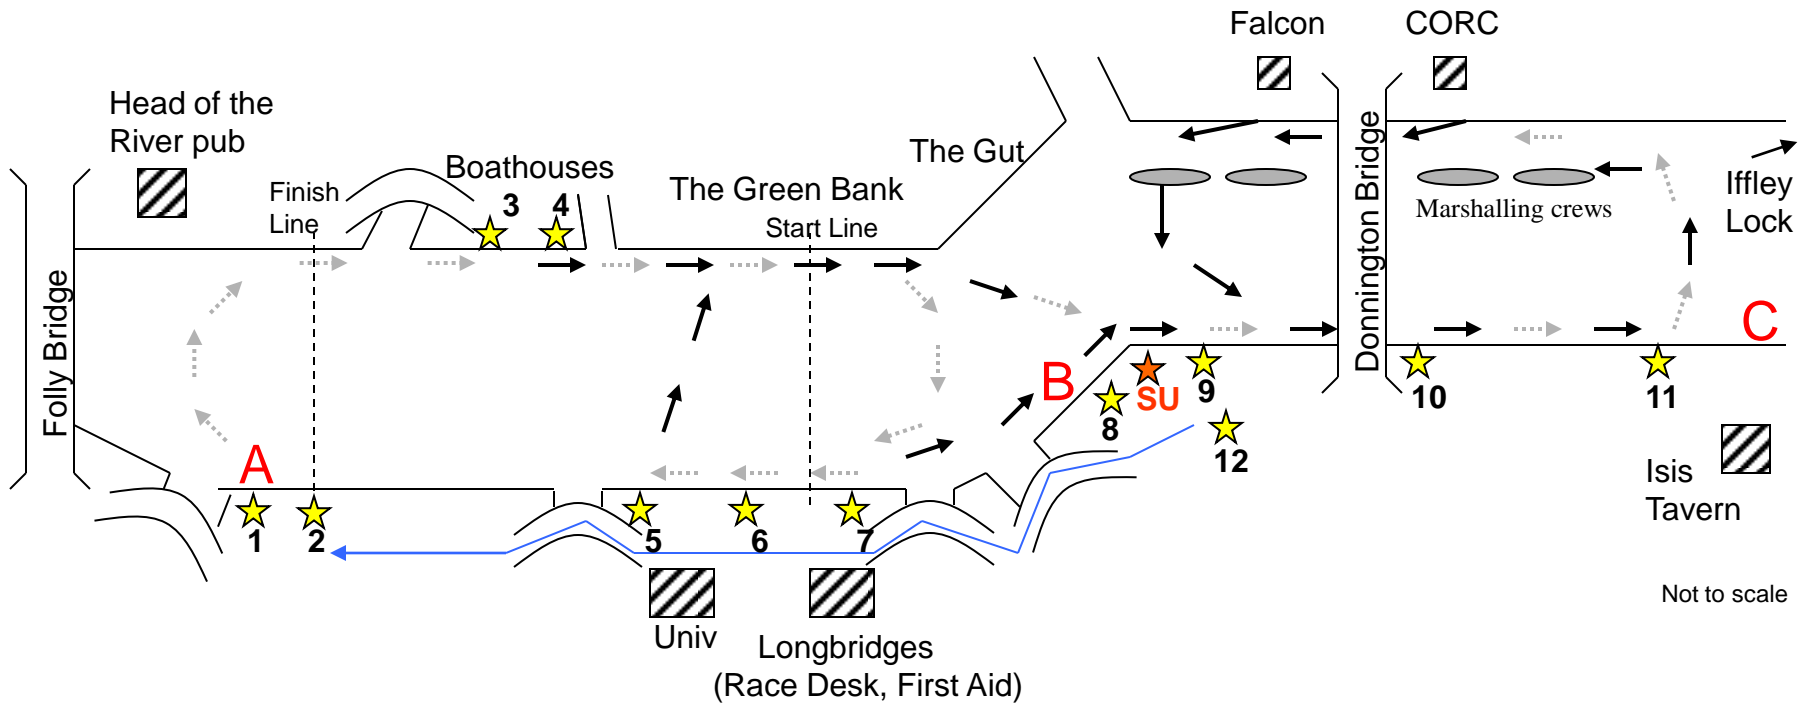 Falcon
CORC
Head of the
River pub
Boathouses
The Gut
The Green Bank
Finish
Line
Start Line
3
4
Iffley
Lock
Marshalling crews
Folly Bridge
Donnington Bridge
A
B
C
SU
1
2
5
6
7
8
9
10
11
12
Isis
Tavern
Univ
Longbridges
(Race Desk, First Aid)
Not to scale